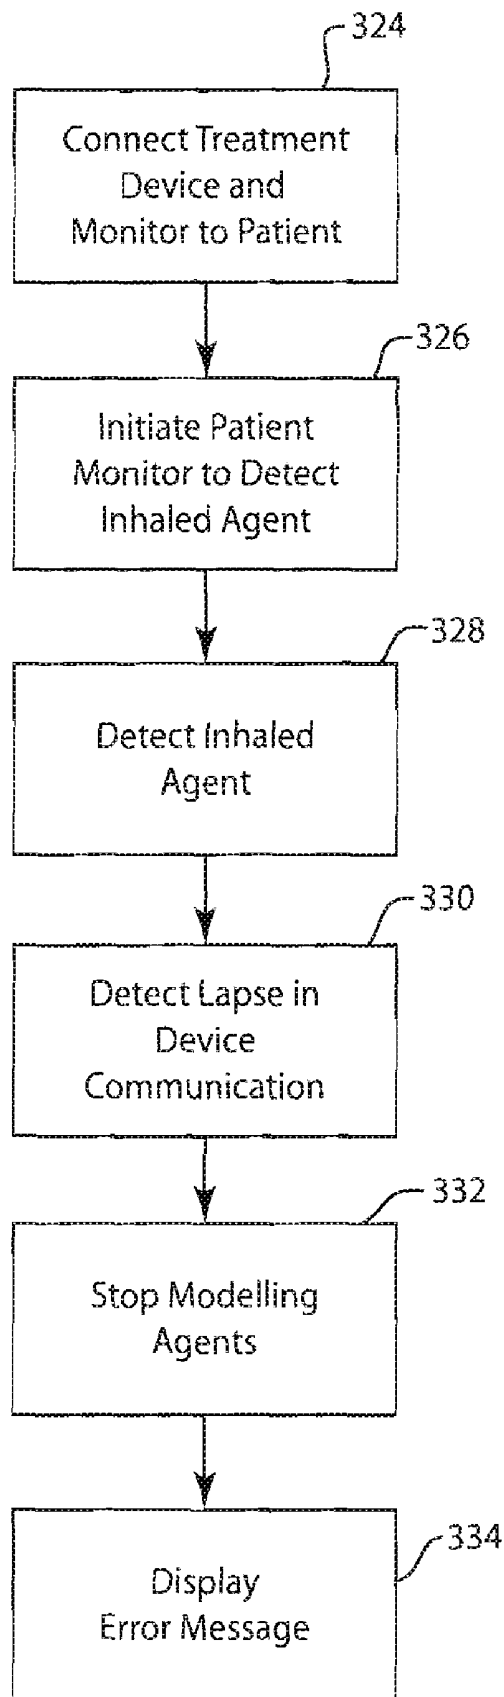 324
Connect Treatment
Device and
Monitor to Patient
326
Initiate Patient
Monitor to Detect
Inhaled Agent
328
Detect Inhaled
Agent
330
Detect Lapse in
Device
Communication
332
Stop Modelling
Agents
334
Display
Error Message